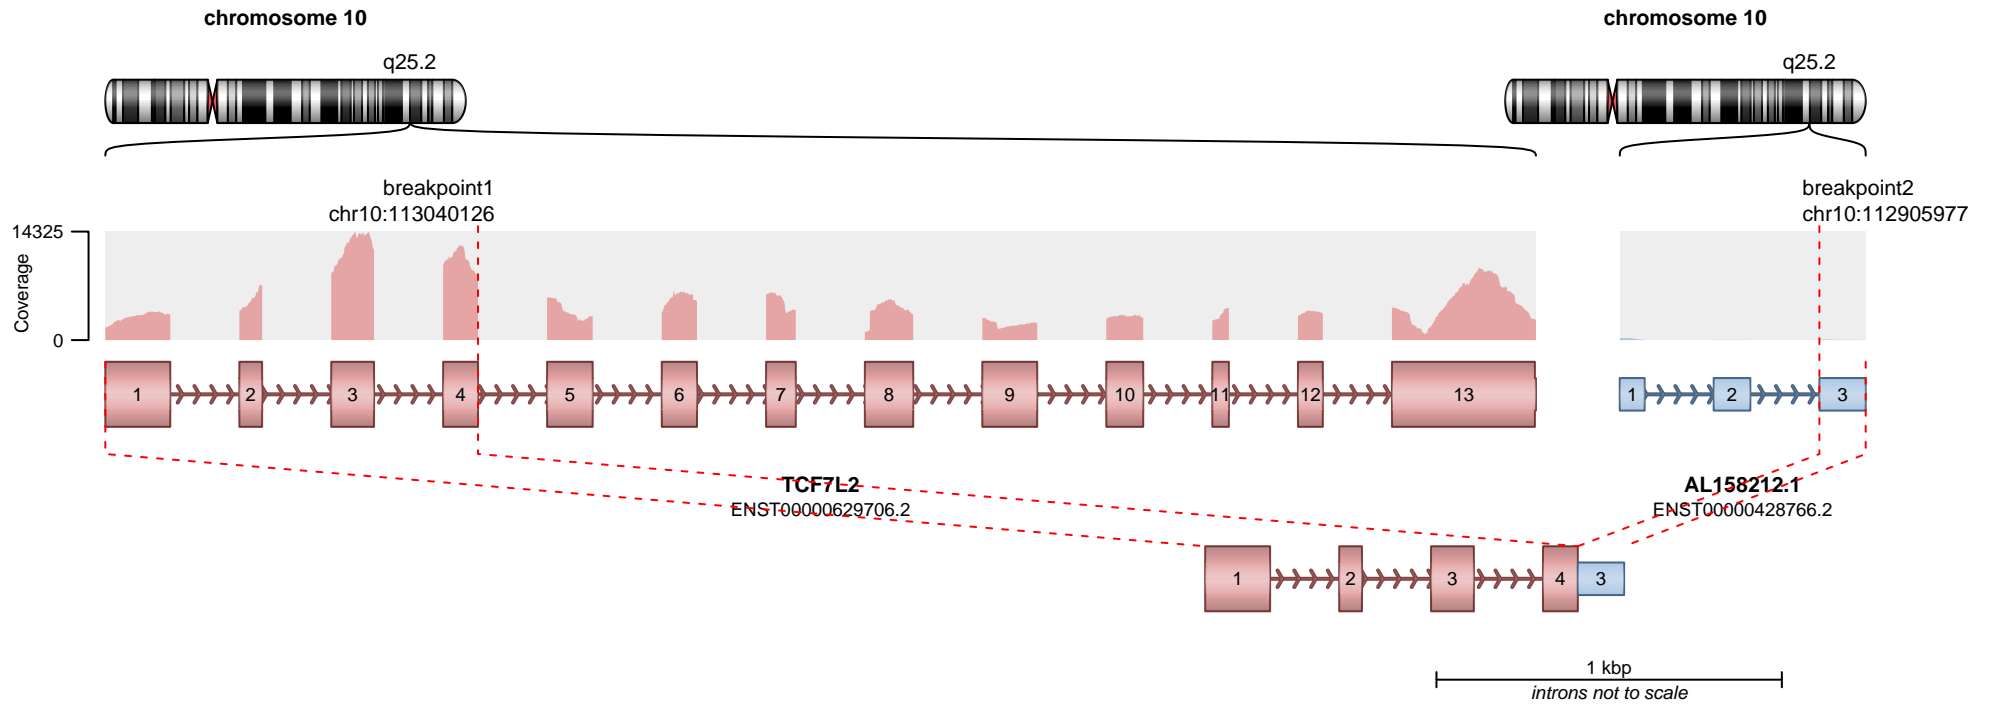 chromosome 10
chromosome 10
q25.2
q25.2
breakpoint1
chr10:113040126
breakpoint2
chr10:112905977
14325
Coverage
0
1 2 3 4 5 6 7 8 9 10 11 12 13
1 2 3
TCF7L2
ENST00000629706.2
AL158212.1
ENST00000428766.2
1 2 3 4 3
1 kbp
introns not to scale